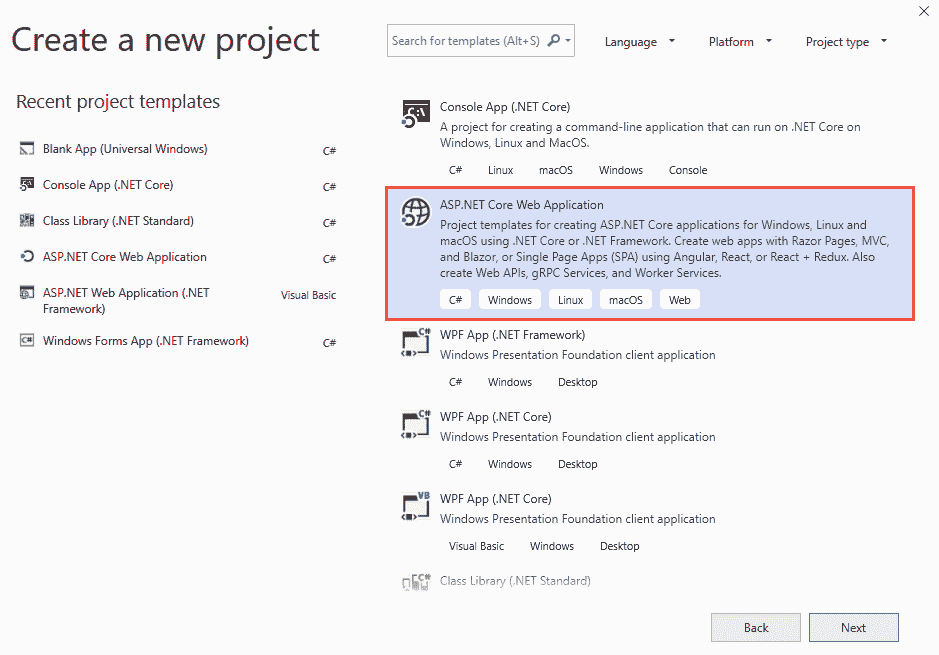 Create a new project
Search for templates (Alt+S)
Language
Platform
Project type
Recent project templates
Blank App (Universal Windows)
C#
Console App (.NET Core)
C#
Class Library (.NET Standard)
C#
ASP.NET Core Web Application
C#
ASP.NET Web Application (.NET
Framework)
Visual Basic
Windows Forms App (.NET Framework)
C#
Console App (.NET Core)
A project for creating a command-line application that can run on .NET Core on
Windows, Linux and MacOS.
C# Linux macOS Windows Console
ASP.NET Core Web Application
Project templates for creating ASP.NET Core applications for Windows, Linux and
macOS using .NET Core or .NET Framework. Create web apps with Razor Pages, MVC,
and Blazor, or Single Page Apps (SPA) using Angular, React, or React + Redux. Also
create Web APIs, gRPC Services, and Worker Services.
C# Windows Linux macOS Web
WPF App (.NET Framework)
Windows Presentation Foundation client application
C# Windows Desktop
WPF App (.NET Core)
Windows Presentation Foundation client application
C# Windows Desktop
WPF App (.NET Core)
Windows Presentation Foundation client application
Visual Basic Windows Desktop
Class Library (.NET Standard)
Back
Next